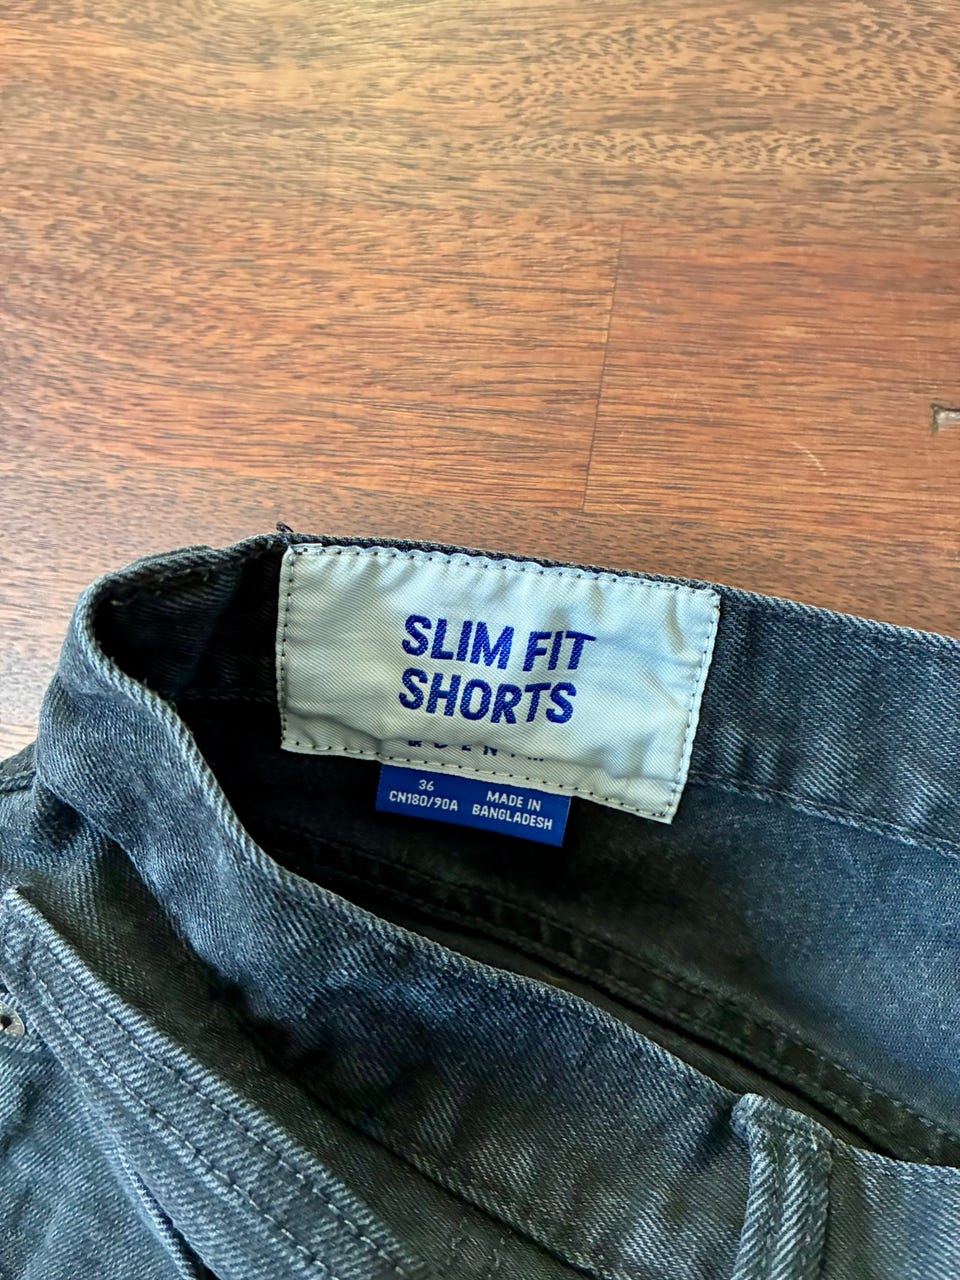 SLIM FIT
SHORTS
36
CN180/90A
MADE IN
BANGLADESH